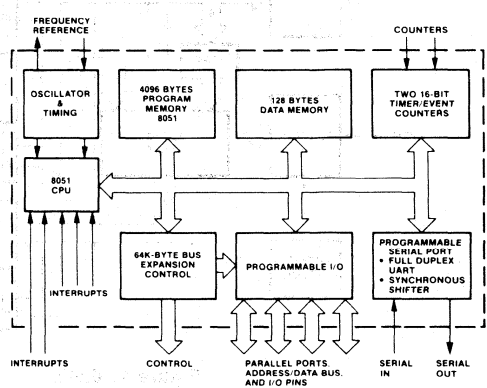 FREQUENCY
REFERENCE
COUNTERS
OSCILLATOR
&
TIMING
4096 BYTES
PROGRAM
MEMORY
8051
128 BYTES
DATA MEMORY
TWO 16-BIT
TIMER/EVENT
COUNTERS
8051
CPU
64K-BYTE BUS
EXPANSION
CONTROL
PROGRAMMABLE I/O
PROGRAMMABLE
SERIAL PORT
• FULL DUPLEX
UART
• SYNCHRONOUS
SHIFTER
INTERRUPTS
INTERRUPTS
CONTROL
PARALLEL PORTS,
ADDRESS/DATA BUS,
AND I/O PINS
SERIAL
IN
SERIAL
OUT